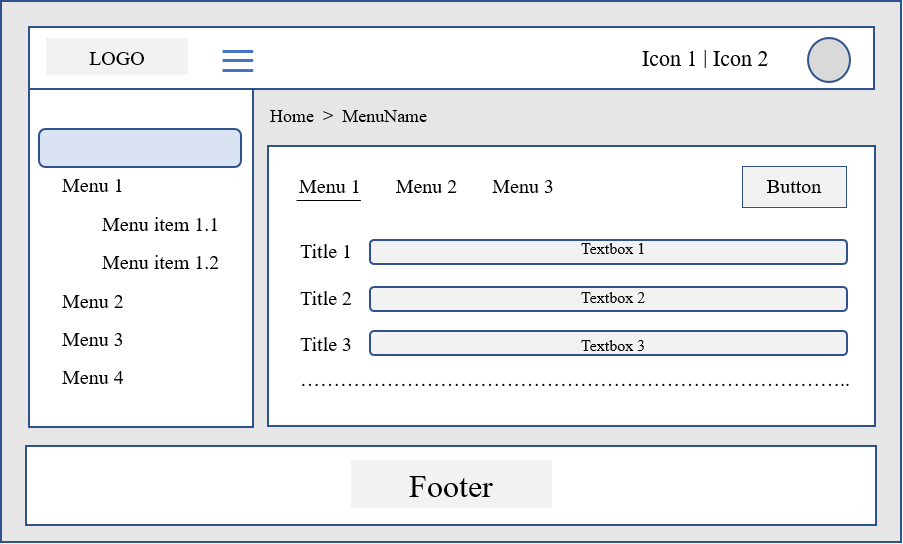 LOGO
Icon 1 | Icon 2
Home > MenuName
Menu 1
Menu item 1.1
Menu item 1.2
Menu 2
Menu 3
Menu 4
Menu 1 Menu 2 Menu 3 Button
Title 1 Textbox 1
Title 2 Textbox 2
Title 3 Textbox 3
Footer